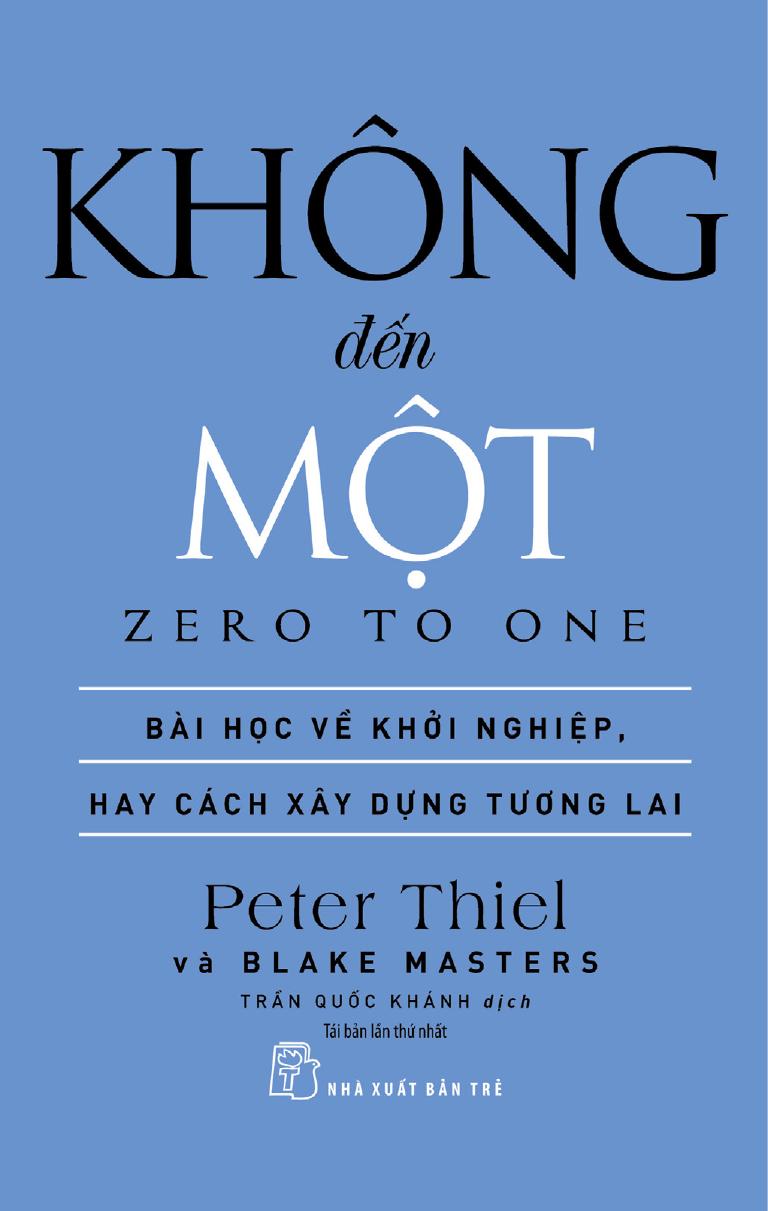 KHÔNG
đến
MỘT
ZERO TO ONE
BÀI HỌC VỀ KHỞI NGHIỆP,
HAY CÁCH XÂY DỰNG TƯƠNG LAI
Peter Thiel
và BLAKE MASTERS
TRẦN QUỐC KHÁNH dịch
Tái bản lần thứ nhất
T
NHÀ XUẤT BẢN TRẺ